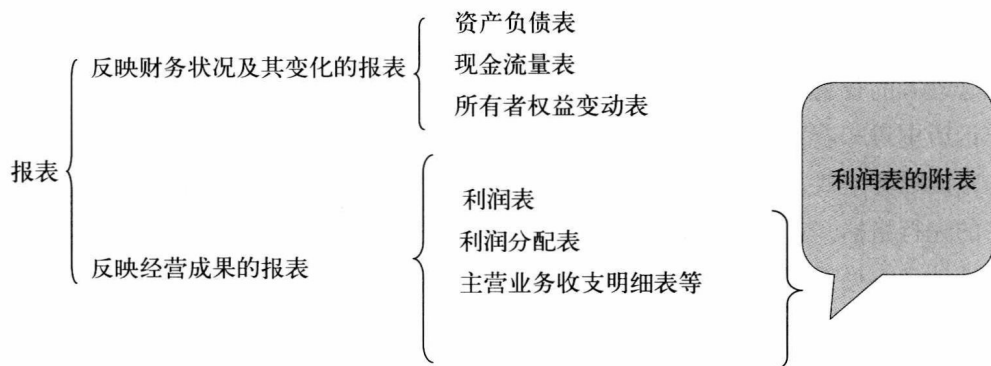 资产负债表
反映财务状况及其变化的报表
现金流量表
所有者权益变动表
报表
利润表的附表
利润表
利润分配表
反映经营成果的报表
主营业务收支明细表等